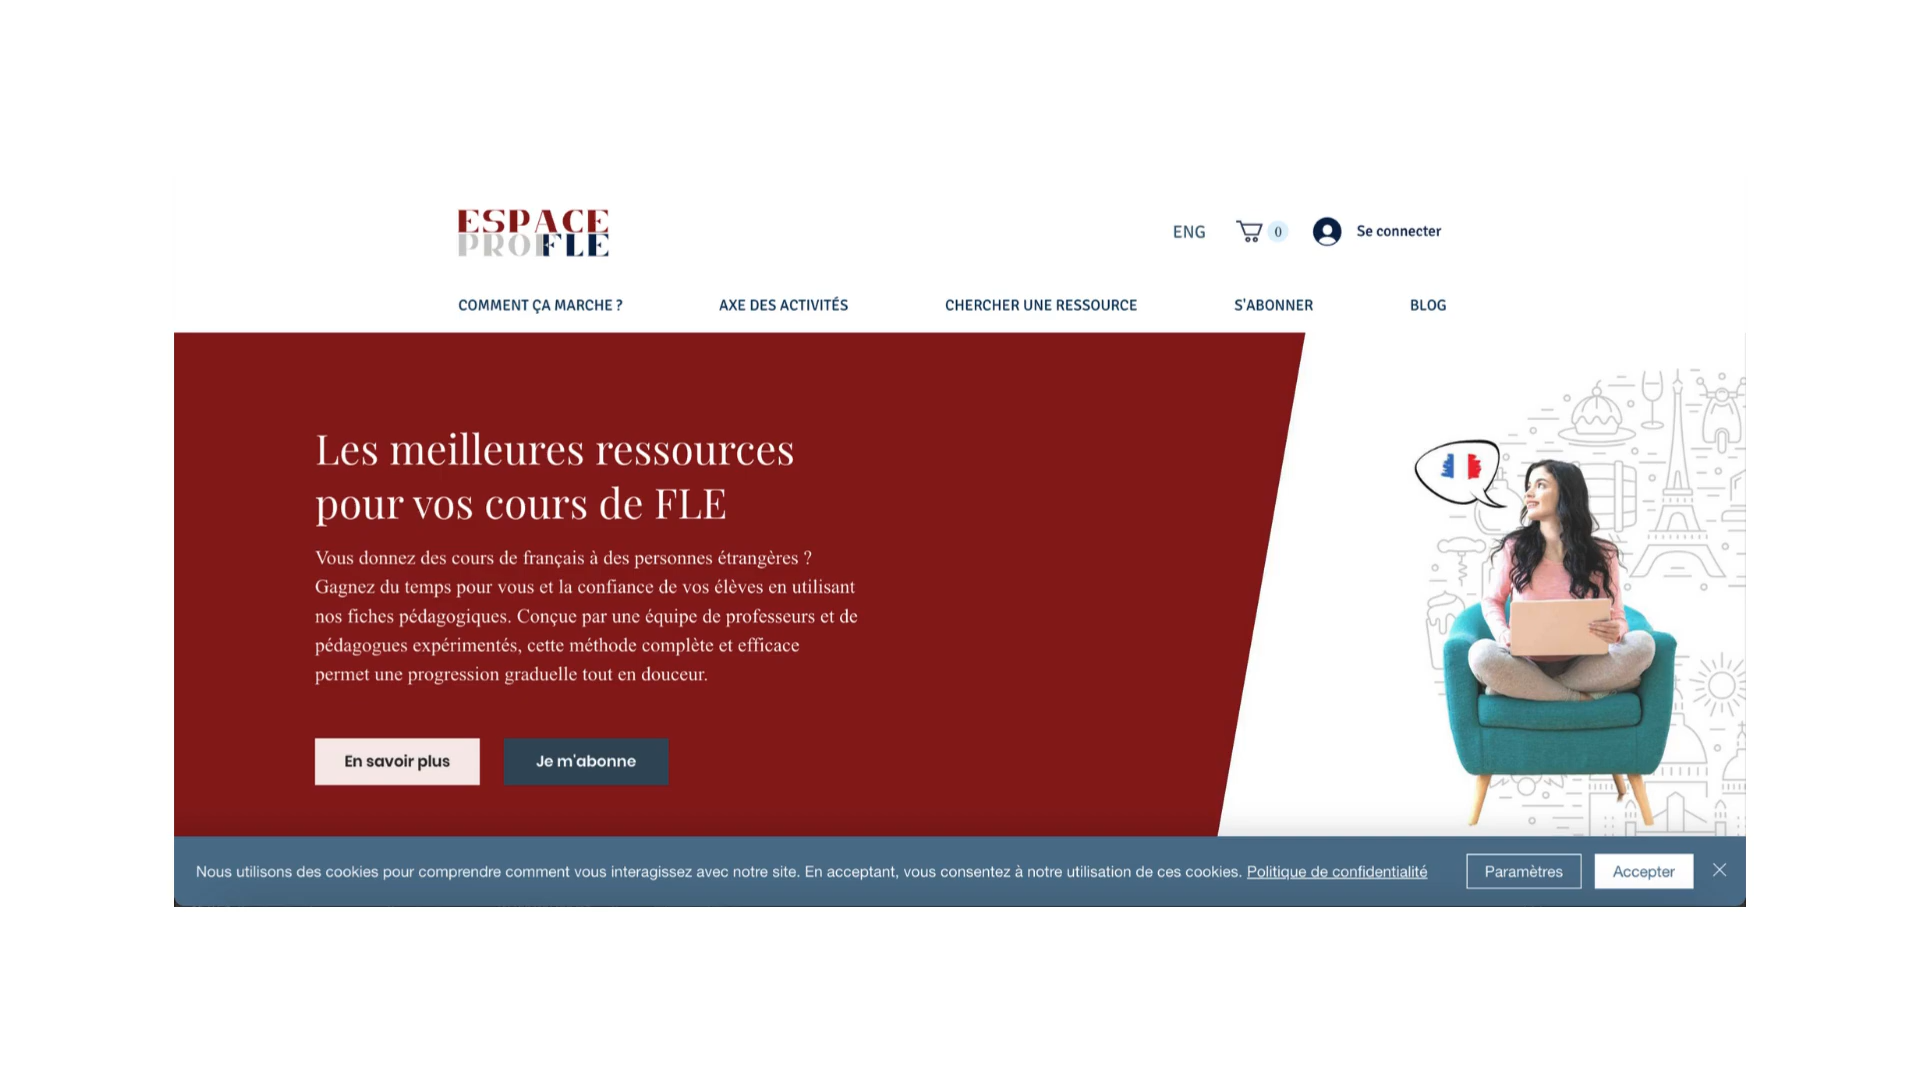 ESPACE
PROFFLE
ENG
0
Se connecter
COMMENT ÇA MARCHE ?
AXE DES ACTIVITÉS
CHERCHER UNE RESSOURCE
S'ABONNER
BLOG
Les meilleures ressources
pour vos cours de FLE
Vous donnez des cours de français à des personnes étrangères ?
Gagnez du temps pour vous et la confiance de vos élèves en utilisant
nos fiches pédagogiques. Conçue par une équipe de professeurs et de
pédagogues expérimentés, cette méthode complète et efficace
permet une progression graduelle tout en douceur.
En savoir plus
Je m'abonne
Nous utilisons des cookies pour comprendre comment vous interagissez avec notre site. En acceptant, vous consentez à notre utilisation de ces cookies. Politique de confidentialité
Paramètres
Accepter